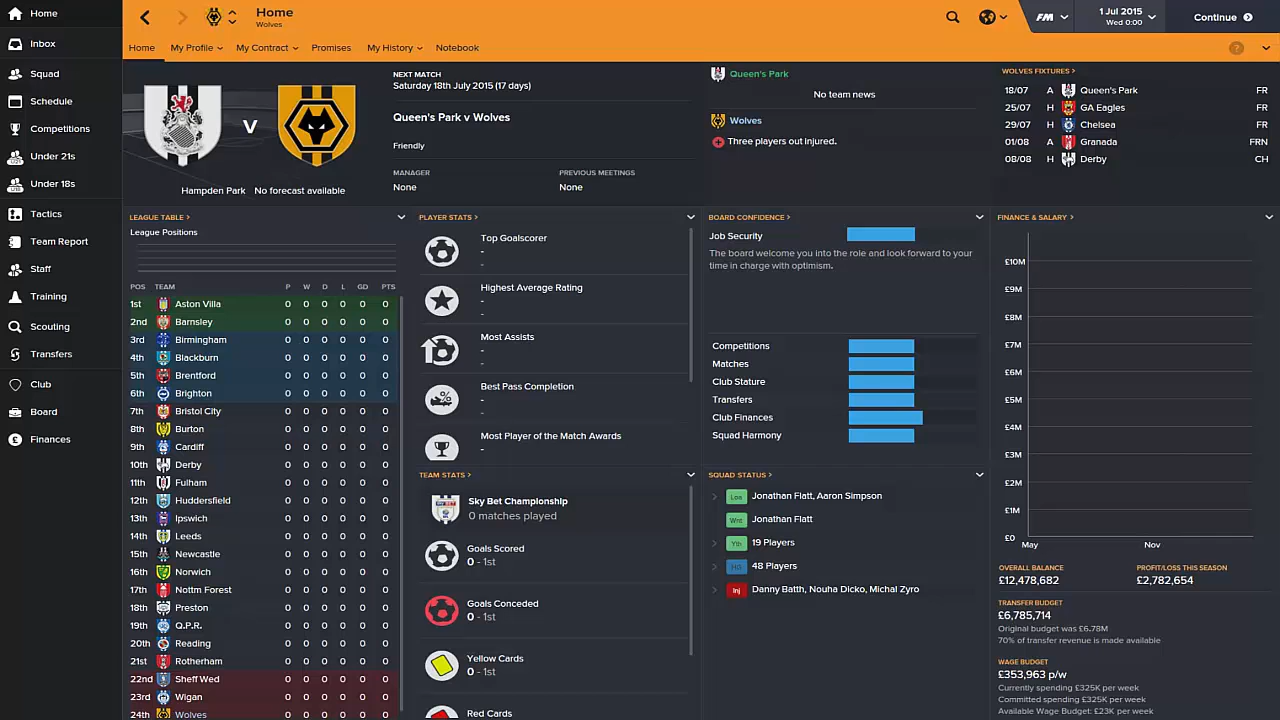 Home
Inbox
Squad
Schedule
Competitions
Under 21s
Under 18s
Tactics
Team Report
Staff
Training
Scouting
Transfers
Club
Board
Finances
Home
Wolves
FM
1 Jul 2015
Wed 0:00
Continue
Home My Profile My Contract Promises My History Notebook
V
Hampden Park No forecast available
NEXT MATCH
Saturday 18th July 2015 (17 days)
Queen's Park v Wolves
Friendly
MANAGER PREVIOUS MEETINGS
None None
Queen's Park
No team news
Wolves
Three players out injured.
WOLVES FIXTURES >
18/07 A Queen's Park FR
25/07 H GA Eagles FR
29/07 H Chelsea FR
01/08 A Granada FRN
08/08 H Derby CH
LEAGUE TABLE >
League Positions
POS TEAM P W D L GD PTS
1st Aston Villa 0 0 0 0 0 0
2nd Barnsley 0 0 0 0 0 0
3rd Birmingham 0 0 0 0 0 0
4th Blackburn 0 0 0 0 0 0
5th Brentford 0 0 0 0 0 0
6th Brighton 0 0 0 0 0 0
7th Bristol City 0 0 0 0 0 0
8th Burton 0 0 0 0 0 0
9th Cardiff 0 0 0 0 0 0
10th Derby 0 0 0 0 0 0
11th Fulham 0 0 0 0 0 0
12th Huddersfield 0 0 0 0 0 0
13th Ipswich 0 0 0 0 0 0
14th Leeds 0 0 0 0 0 0
15th Newcastle 0 0 0 0 0 0
16th Norwich 0 0 0 0 0 0
17th Nottm Forest 0 0 0 0 0 0
18th Preston 0 0 0 0 0 0
19th Q.P.R. 0 0 0 0 0 0
20th Reading 0 0 0 0 0 0
21st Rotherham 0 0 0 0 0 0
22nd Sheff Wed 0 0 0 0 0 0
23rd Wigan 0 0 0 0 0 0
24th Wolves 0 0 0 0 0 0
PLAYER STATS >
Top Goalscorer
-
-
Highest Average Rating
-
-
Most Assists
-
-
Best Pass Completion
-
-
Most Player of the Match Awards
-
TEAM STATS >
Sky Bet Championship
0 matches played
Goals Scored
0 - 1st
Goals Conceded
0 - 1st
Yellow Cards
0 - 1st
Red Cards
BOARD CONFIDENCE >
Job Security
The board welcome you into the role and look forward to your
time in charge with optimism.
Competitions
Matches
Club Stature
Transfers
Club Finances
Squad Harmony
SQUAD STATUS >
Loa Jonathan Flatt, Aaron Simpson
Wnt Jonathan Flatt
Yth 19 Players
HG 48 Players
Inj Danny Batth, Nouha Dicko, Michal Zyro
FINANCE & SALARY >
£10M
£9M
£8M
£7M
£6M
£5M
£4M
£3M
£2M
£1M
£0
May Nov
OVERALL BALANCE PROFIT/LOSS THIS SEASON
£12,478,682 £2,782,654
TRANSFER BUDGET
£6,785,714
Original budget was £6.78M
70% of transfer revenue is made available
WAGE BUDGET
£353,963 p/w
Currently spending £325K per week
Committed spending £325K per week
Available Wage Budget: £23K per week